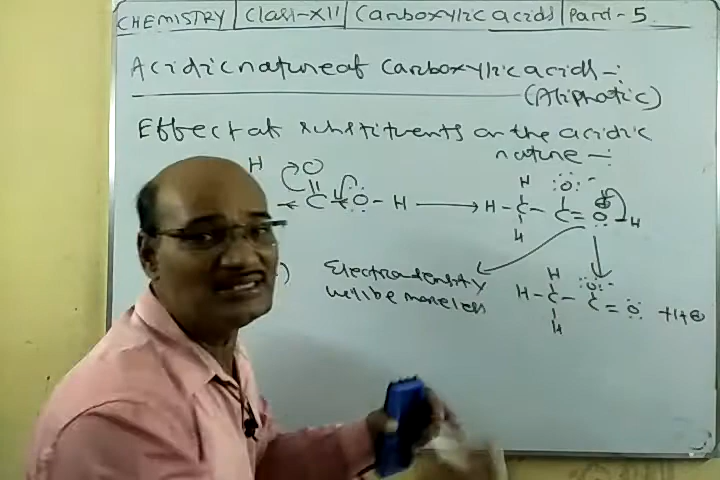 CHEMISTRY | Class-XII | Carboxylic acids | Part-5
Acidic nature of Carboxylic acids -:
(Aliphatic)
Effect of substituents on the acidic
nature -:
H O
C O - H → H - C - C = O - H
H O
H
Electron density
will be more less
H O
H - C - C = O + H⊕
H